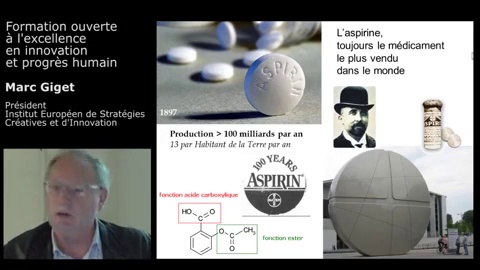 Formation ouverte
à l'excellence
en innovation
et progrès humain
Marc Giget
Président
Institut Européen de Stratégies
Créatives et d'Innovation
ASPIRIN
1897
Production > 100 milliards par an
13 par Habitant de la Terre par an
100 YEARS
ASPIRIN
BAYER
fonction acide carboxylique
HO
O
O
CH₃
O
fonction ester
L'aspirine,
toujours le médicament
le plus vendu
dans le monde
ASPIRIN